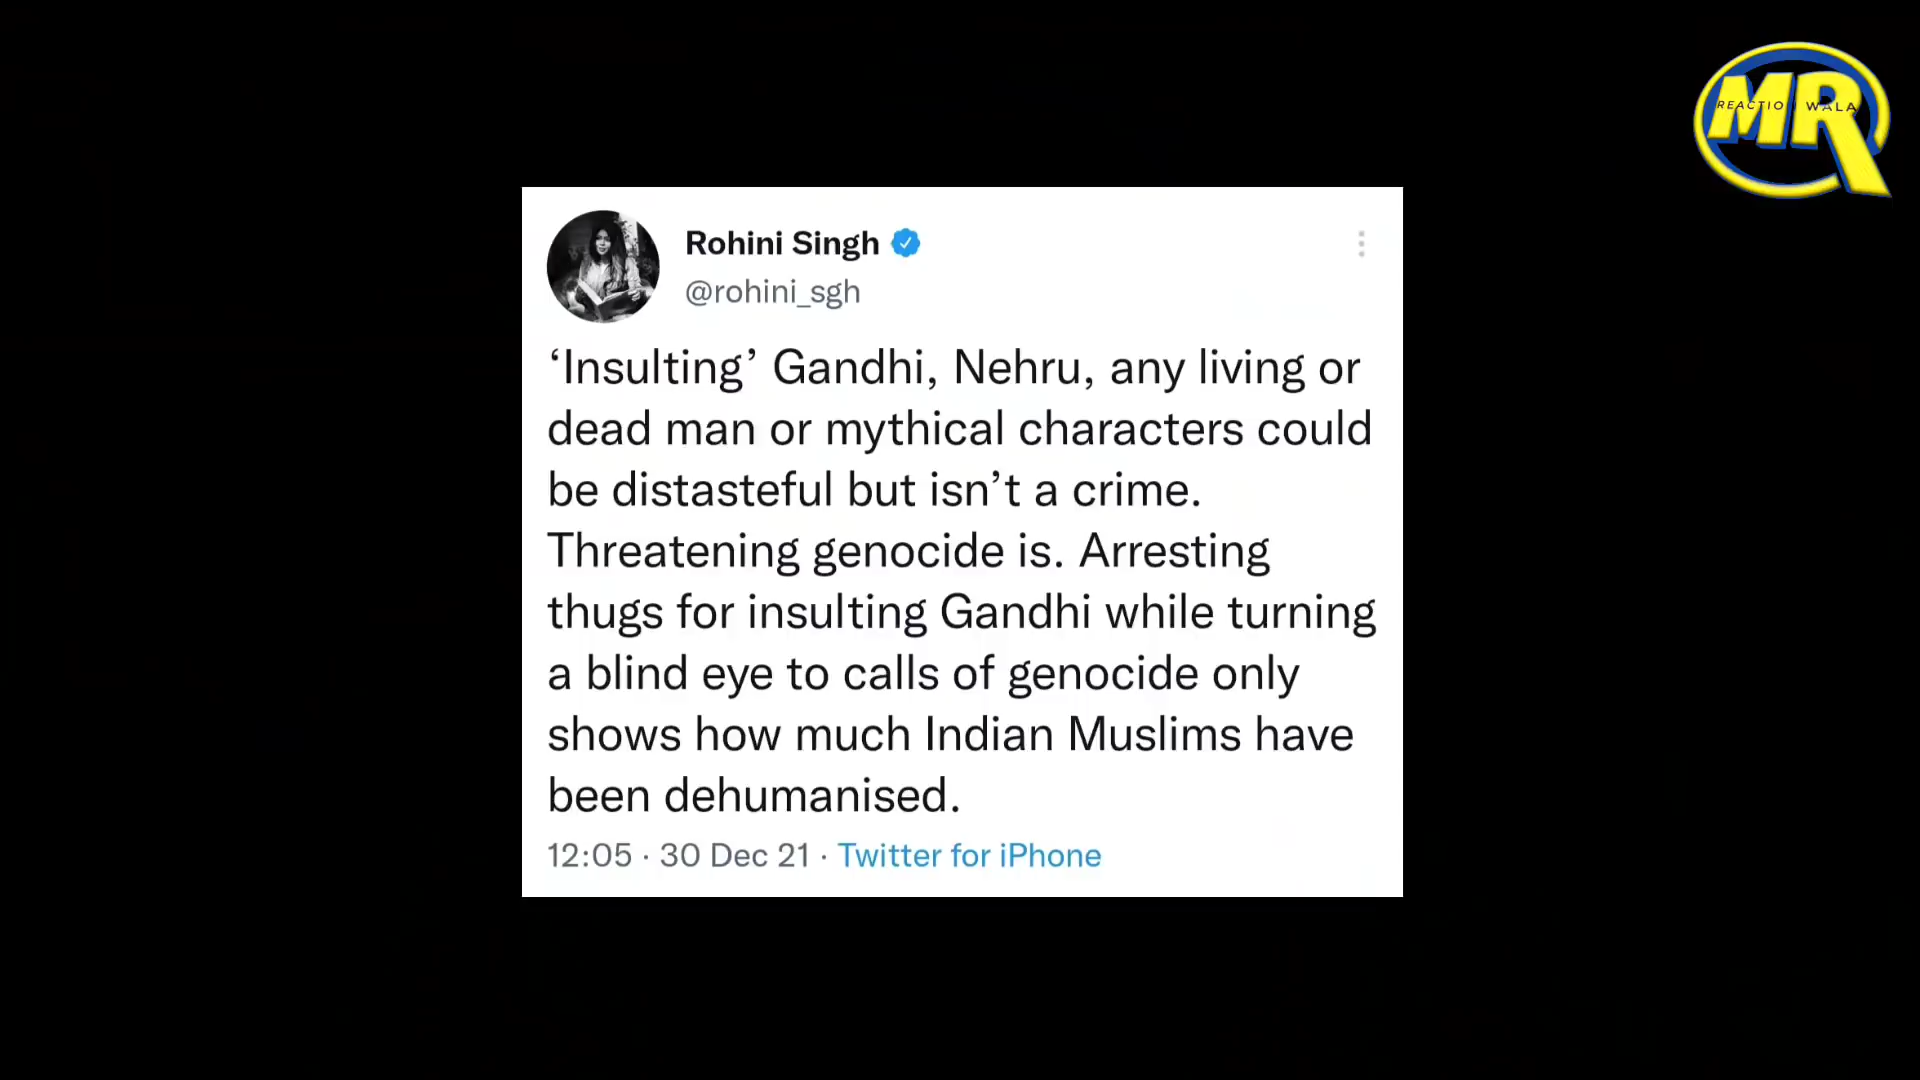 MR
REACTION WALA
Rohini Singh
@rohini_sgh
‘Insulting’ Gandhi, Nehru, any living or
dead man or mythical characters could
be distasteful but isn’t a crime.
Threatening genocide is. Arresting
thugs for insulting Gandhi while turning
a blind eye to calls of genocide only
shows how much Indian Muslims have
been dehumanised.
12:05 · 30 Dec 21 · Twitter for iPhone